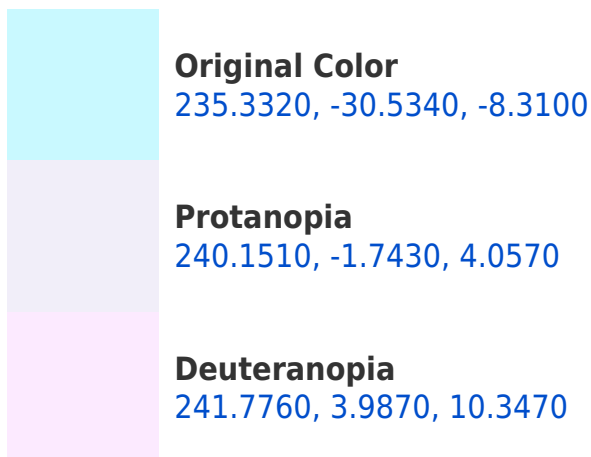 Original Color
235.3320, -30.5340, -8.3100
Protanopia
240.1510, -1.7430, 4.0570
Deuteranopia
241.7760, 3.9870, 10.3470